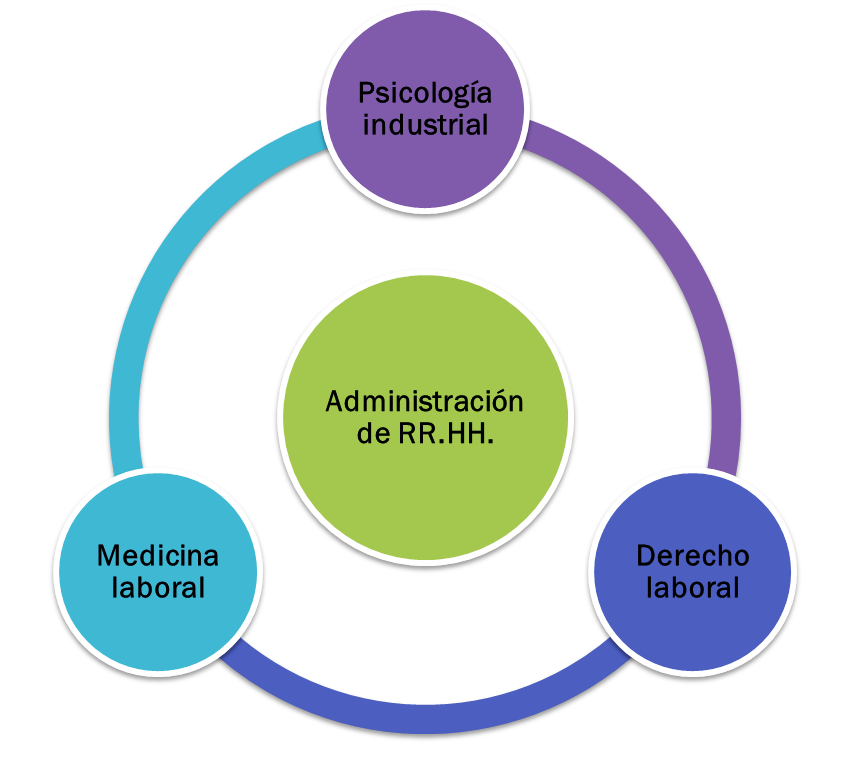 Psicología
industrial
Administración
de RR.HH.
Medicina
laboral
Derecho
laboral